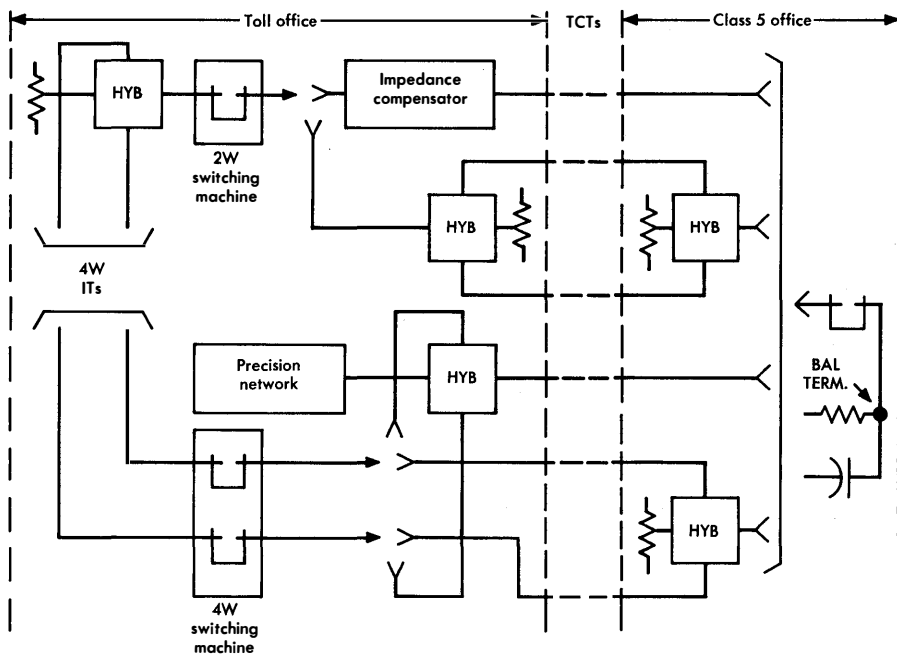 Toll office
TCTs
Class 5 office
HYB
Impedance
compensator
2W
switching
machine
HYB
HYB
4W
ITs
Precision
network
HYB
BAL
TERM.
HYB
4W
switching
machine